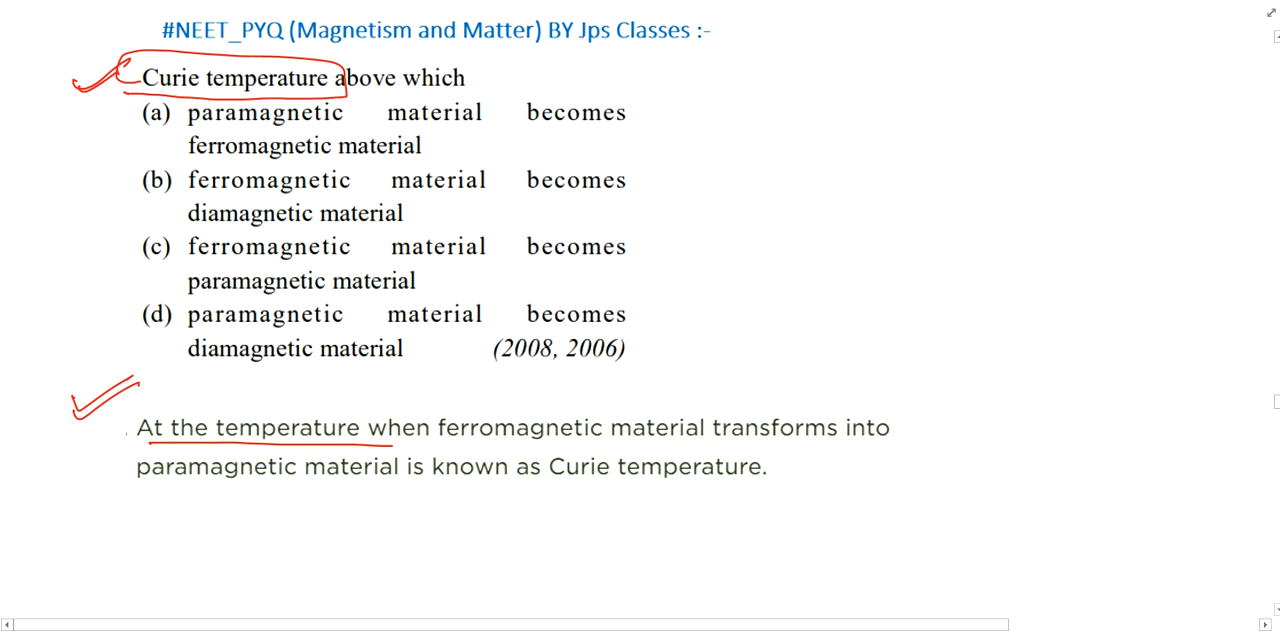 #NEET_PYQ (Magnetism and Matter) BY Jps Classes :-
Curie temperature above which
(a) paramagnetic material becomes
ferromagnetic material
(b) ferromagnetic material becomes
diamagnetic material
(c) ferromagnetic material becomes
paramagnetic material
(d) paramagnetic material becomes
diamagnetic material (2008, 2006)
. At the temperature when ferromagnetic material transforms into
paramagnetic material is known as Curie temperature.